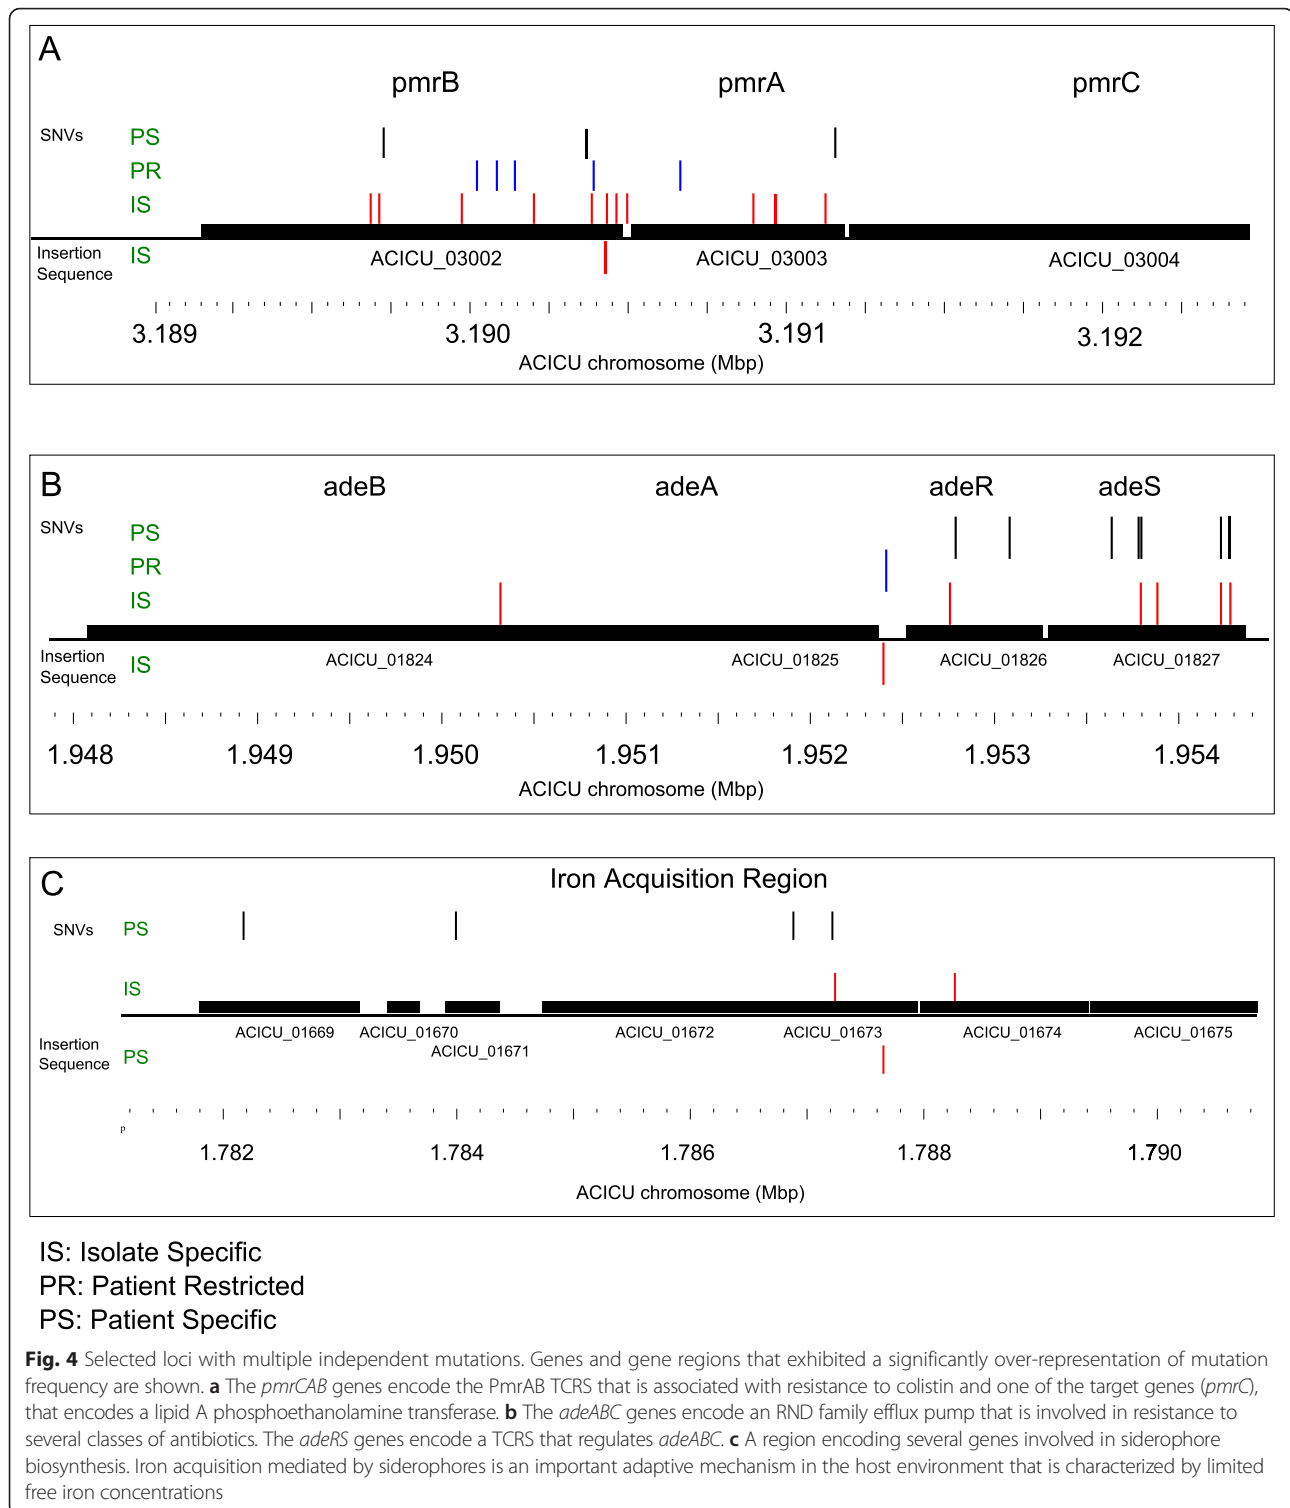 A
pmrB pmrA pmrC
SNVs PS
PR
IS
Insertion Sequence IS
ACICU_03002 ACICU_03003 ACICU_03004
3.189 3.190 3.191 3.192
ACICU chromosome (Mbp)
B
adeB adeA adeR adeS
SNVs PS
PR
IS
Insertion Sequence IS
ACICU_01824 ACICU_01825 ACICU_01826 ACICU_01827
1.948 1.949 1.950 1.951 1.952 1.953 1.954
ACICU chromosome (Mbp)
C
Iron Acquisition Region
SNVs PS
IS
ACICU_01669 ACICU_01670 ACICU_01672 ACICU_01673 ACICU_01674 ACICU_01675
ACICU_01671
Insertion Sequence PS
p
1.782 1.784 1.786 1.788 1.790
ACICU chromosome (Mbp)
IS: Isolate Specific
PR: Patient Restricted
PS: Patient Specific
Fig. 4 Selected loci with multiple independent mutations. Genes and gene regions that exhibited a significantly over-representation of mutation
frequency are shown. a The pmrCAB genes encode the PmrAB TCRS that is associated with resistance to colistin and one of the target genes (pmrC),
that encodes a lipid A phosphoethanolamine transferase. b The adeABC genes encode an RND family efflux pump that is involved in resistance to
several classes of antibiotics. The adeRS genes encode a TCRS that regulates adeABC. c A region encoding several genes involved in siderophore
biosynthesis. Iron acquisition mediated by siderophores is an important adaptive mechanism in the host environment that is characterized by limited
free iron concentrations